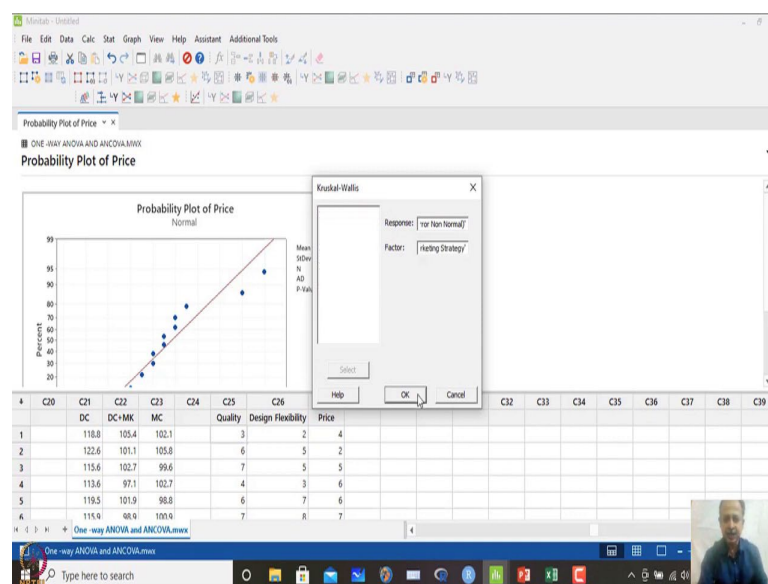 Minitab - Untitled
File Edit Data Calc Stat Graph View Help Assistant Additional Tools
Probability Plot of Price
ONE -WAY ANOVA AND ANCOVA.MWX
Probability Plot of Price
Probability Plot of Price
Normal
Percent
99
95
90
80
70
60
50
40
30
20
Mean
StDev
N
AD
P-Valu
Kruskal-Wallis
Response: 'ror Non Normal)'
Factor: 'rketing Strategy'
Select
Help OK Cancel
C20 C21 C22 C23 C24 C25 C26 C32 C33 C34 C35 C36 C37 C38 C39
DC DC+MK MC Quality Design Flexibility Price
1 118.8 105.4 102.1 3 2 4
2 122.6 101.1 105.8 6 5 2
3 115.6 102.7 99.6 7 5 5
4 113.6 97.1 102.7 4 3 6
5 119.5 101.9 98.8 6 7 6
6 115.9 98.9 100.9 7 8 7
One -way ANOVA and ANCOVA.mwx
One -way ANOVA and ANCOVA.mwx
Type here to search
NPTEL